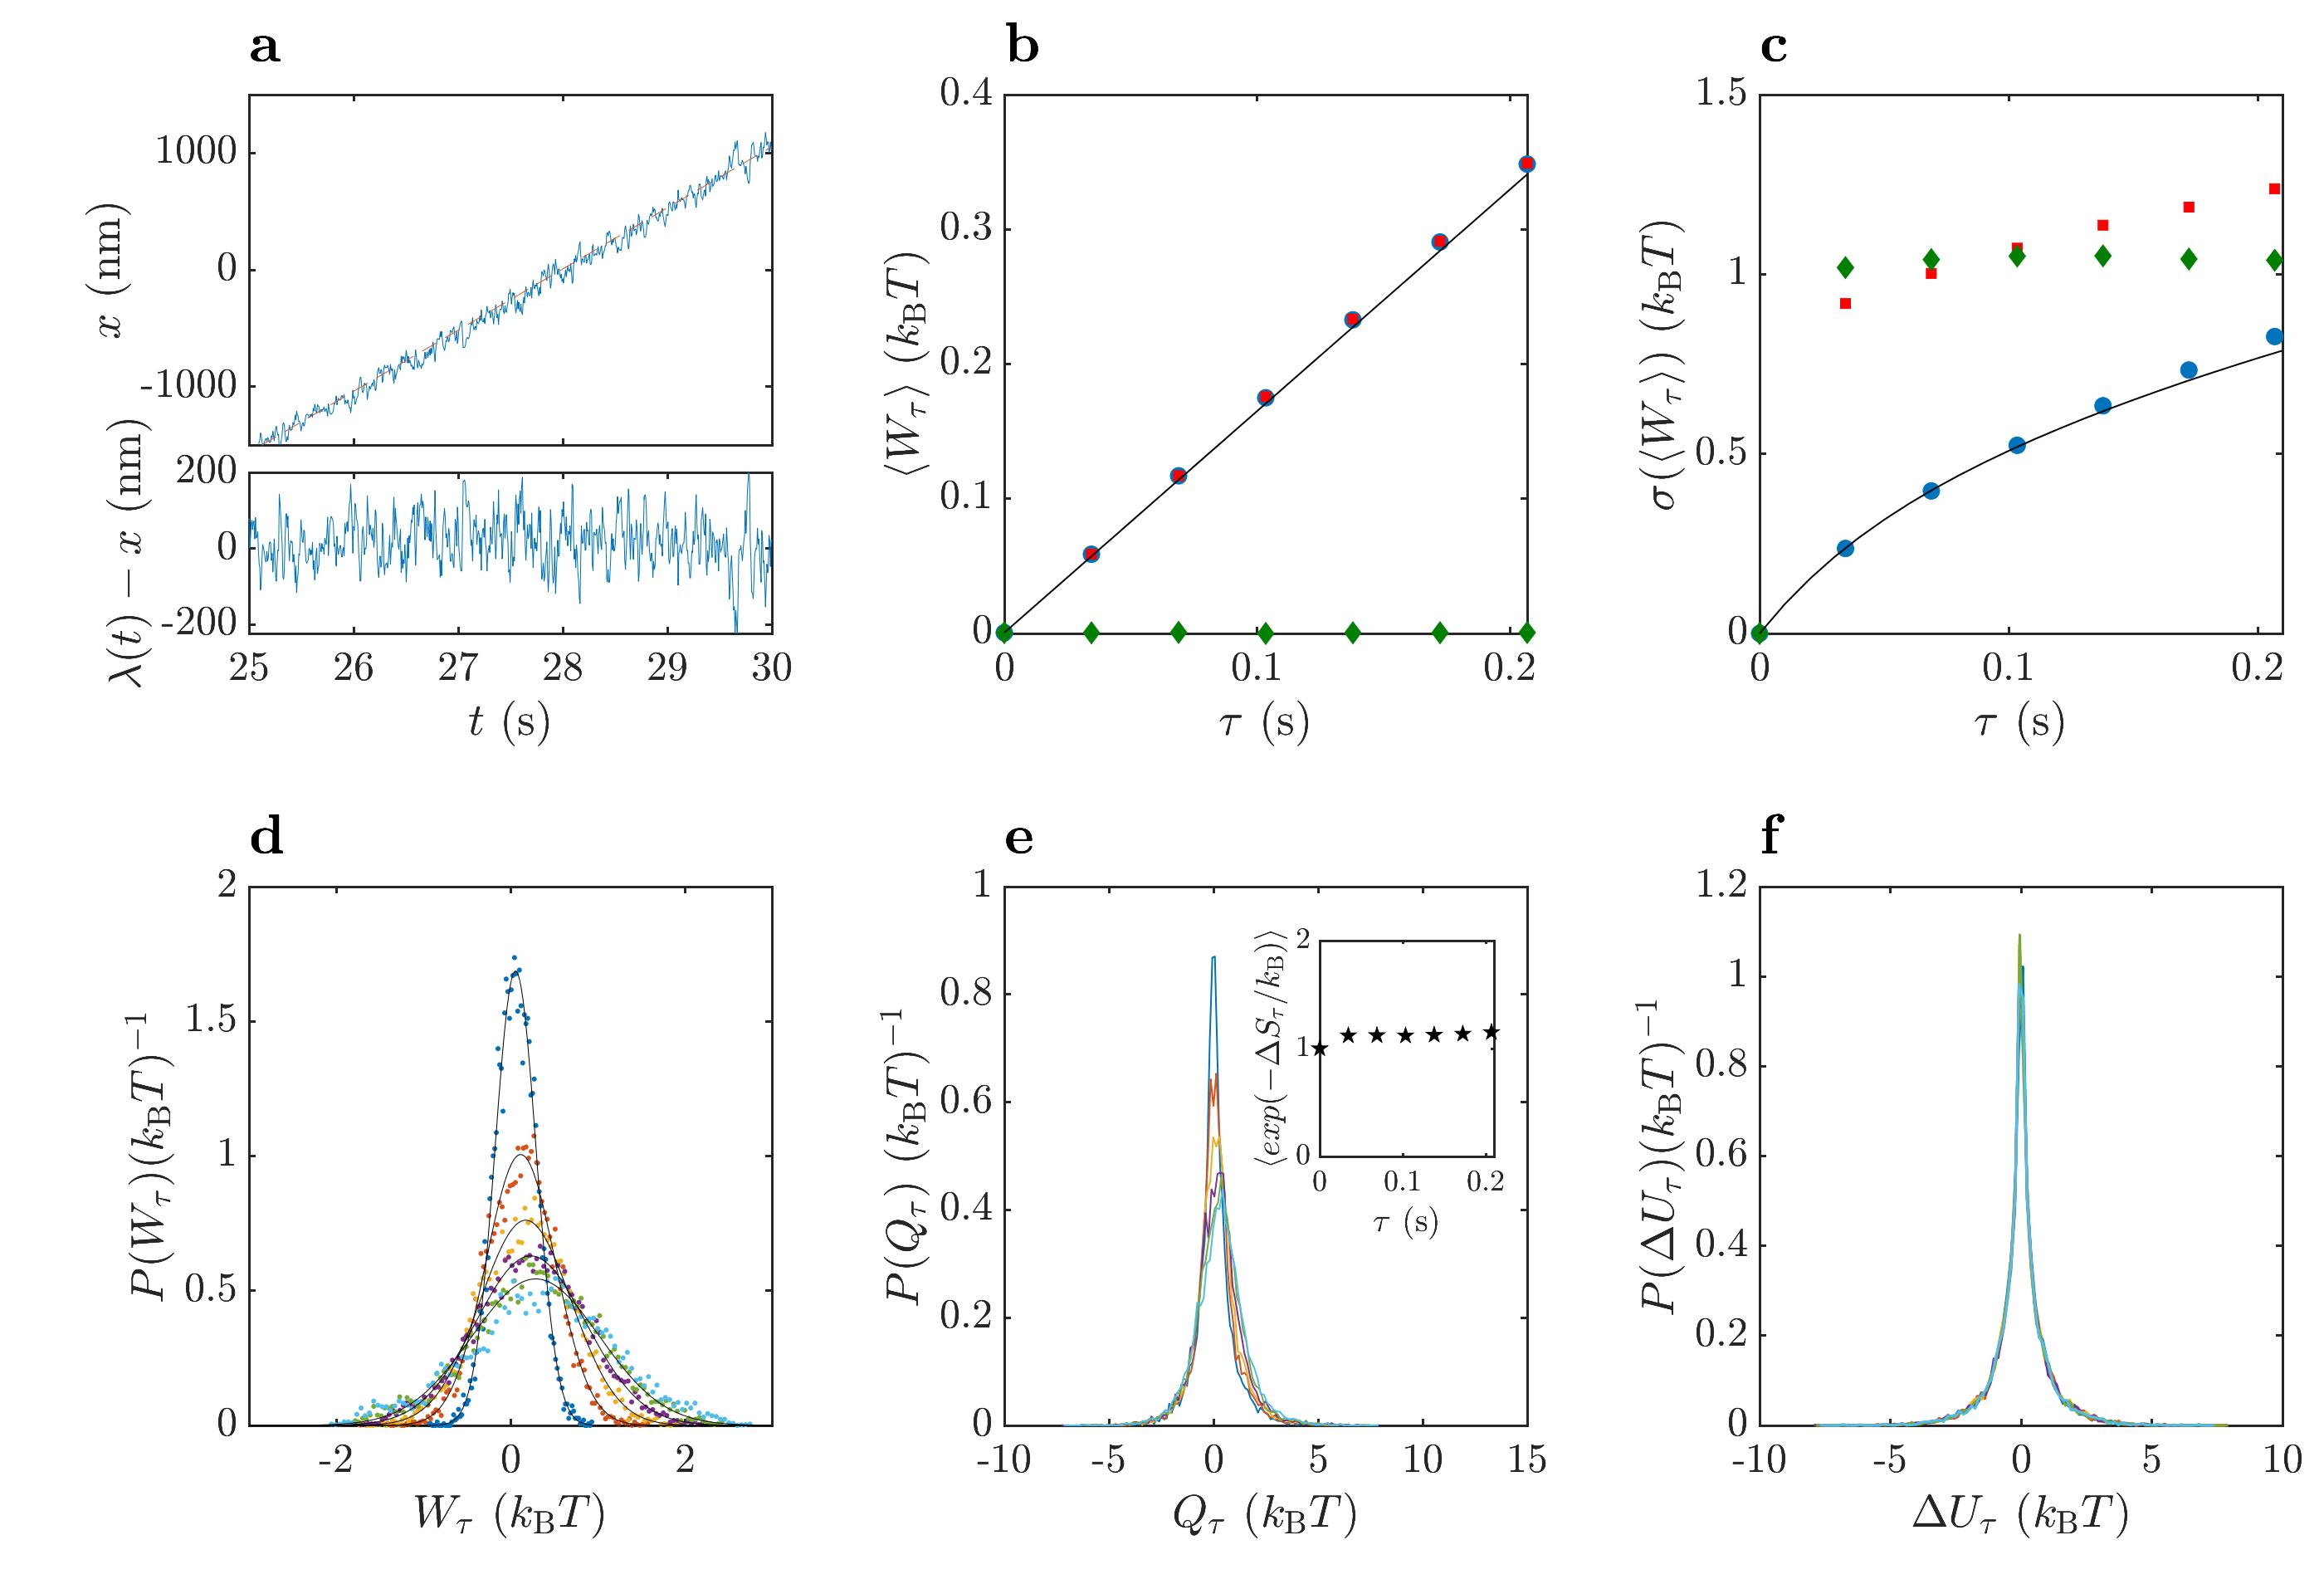 a
x (nm)
1000
0
-1000
λ(t) − x (nm)
200
0
-200
25 26 27 28 29 30
t (s)
b
⟨W_τ⟩ (k_BT)
0.4
0.3
0.2
0.1
0
0 0.1 0.2
τ (s)
c
σ(⟨W_τ⟩) (k_BT)
1.5
1
0.5
0
0 0.1 0.2
τ (s)
d
P(W_τ)(k_BT)⁻¹
2
1.5
1
0.5
0
-2 0 2
W_τ (k_BT)
e
P(Q_τ) (k_BT)⁻¹
1
0.8
0.6
0.4
0.2
0
-10 -5 0 5 10 15
Q_τ (k_BT)
⟨exp(−ΔS_τ/k_B)⟩
2
1
0
0 0.1 0.2
τ (s)
f
P(ΔU_τ)(k_BT)⁻¹
1.2
1
0.8
0.6
0.4
0.2
0
-10 -5 0 5 10
ΔU_τ (k_BT)